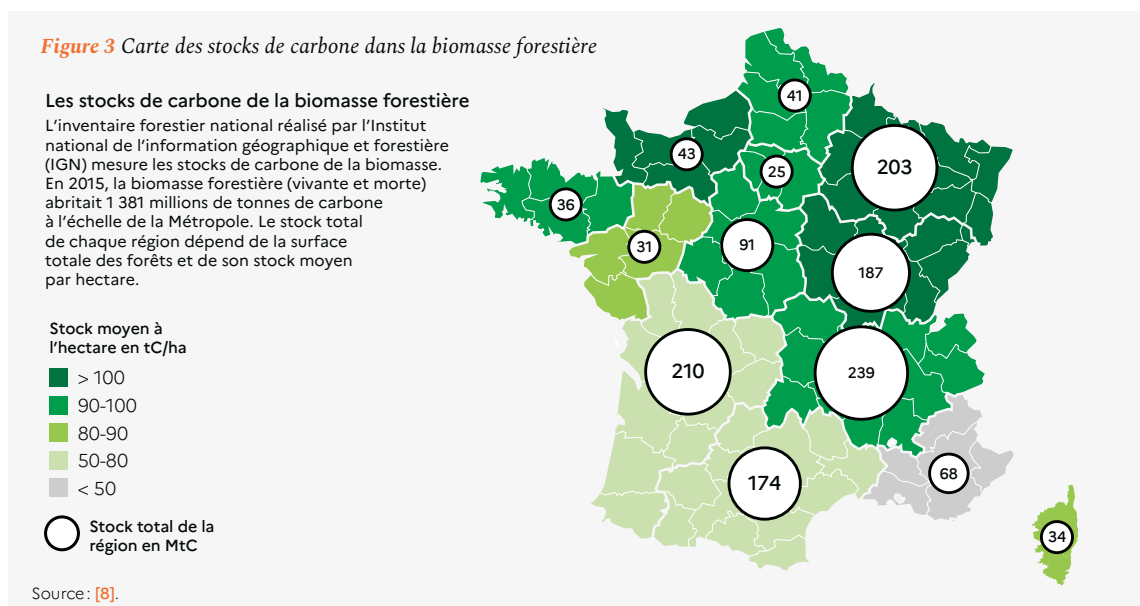 Figure 3 Carte des stocks de carbone dans la biomasse forestière
Les stocks de carbone de la biomasse forestière
L’inventaire forestier national réalisé par l’Institut
national de l’information géographique et forestière
(IGN) mesure les stocks de carbone de la biomasse.
En 2015, la biomasse forestière (vivante et morte)
abritait 1 381 millions de tonnes de carbone
à l’échelle de la Métropole. Le stock total
de chaque région dépend de la surface
totale des forêts et de son stock moyen
par hectare.
Stock moyen à
l’hectare en tC/ha
> 100
90-100
80-90
50-80
< 50
Stock total de la
région en MtC
41
43
25
203
36
31
91
187
210
239
174
68
34
Source : [8].